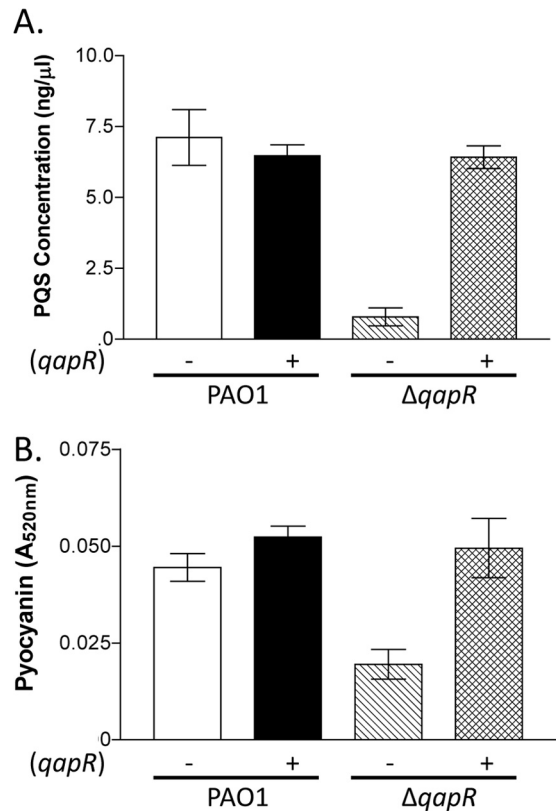 A.
PQS Concentration (ng/μl)
10.0
7.5
5.0
2.5
.0
(qapR) - + - +
PAO1 ΔqapR
B.
Pyocyanin (A520nm)
0.075
0.050
0.025
0
(qapR) - + - +
PAO1 ΔqapR